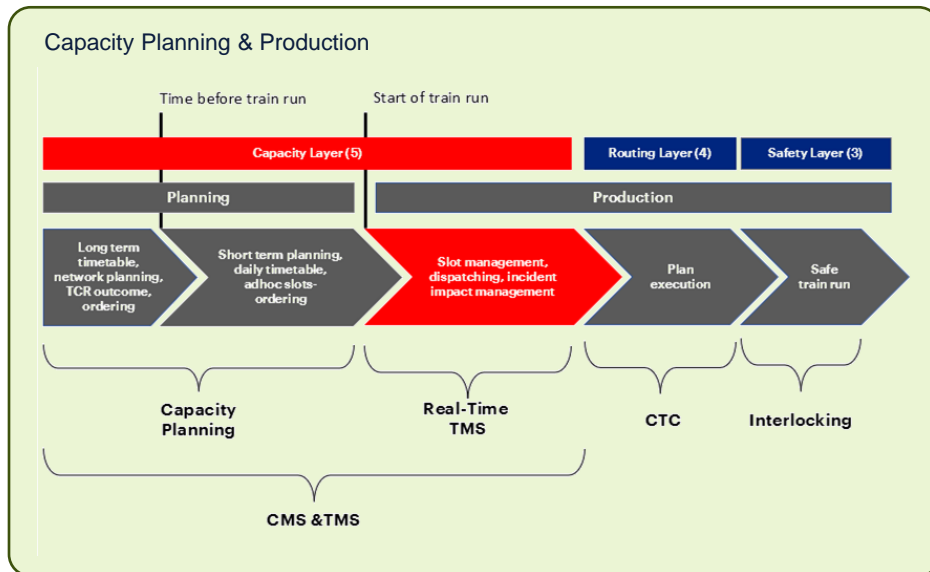 Capacity Planning & Production
Time before train run
Start of train run
Capacity Layer (5)
Routing Layer (4)
Safety Layer (3)
Planning
Production
Long term
timetable,
network planning,
TCR outcome,
ordering
Short term planning,
daily timetable,
adhoc slots-
ordering
Slot management,
dispatching, incident
impact management
Plan
execution
Safe
train run
Capacity
Planning
Real-Time
TMS
CTC
Interlocking
CMS &TMS